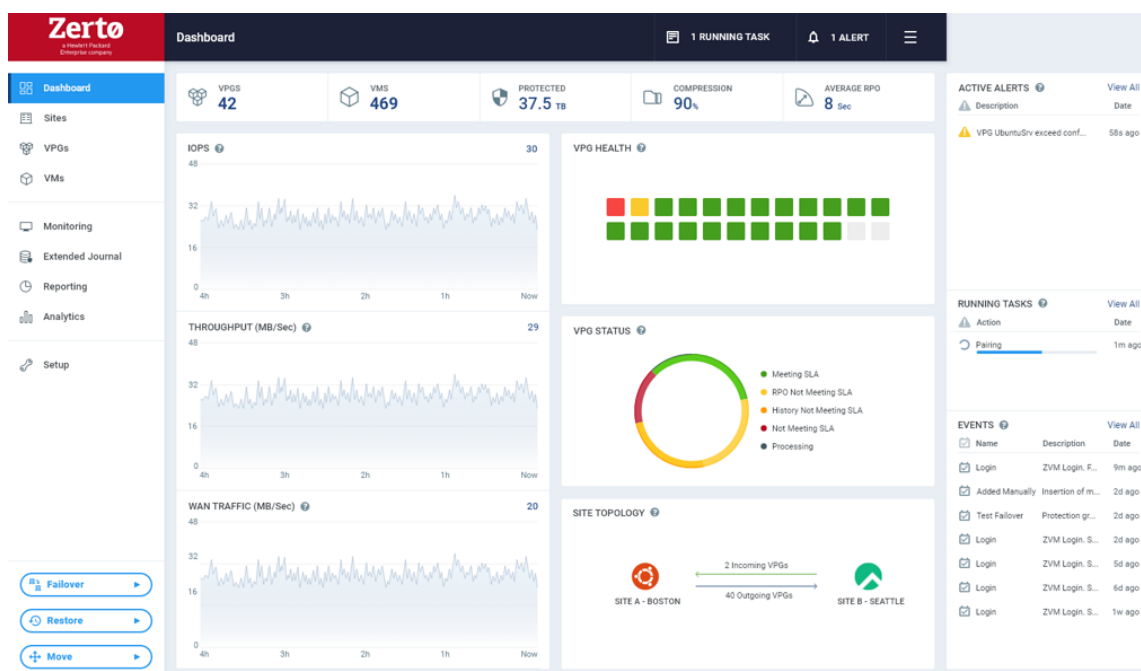 Zertø
a Hewlett Packard
Enterprise company
Dashboard
1 RUNNING TASK
1 ALERT
Dashboard
Sites
VPGs
VMs
Monitoring
Extended Journal
Reporting
Analytics
Setup
Failover
Restore
Move
VPGS
42
VMS
469
PROTECTED
37.5 TB
COMPRESSION
90%
AVERAGE RPO
8 Sec
IOPS ?
30
48
32
16
0
4h 3h 2h 1h Now
THROUGHPUT (MB/Sec) ?
29
48
32
16
0
4h 3h 2h 1h Now
WAN TRAFFIC (MB/Sec) ?
20
48
32
16
0
4h 3h 2h 1h Now
VPG HEALTH ?
VPG STATUS ?
Meeting SLA
RPO Not Meeting SLA
History Not Meeting SLA
Not Meeting SLA
Processing
SITE TOPOLOGY ?
2 Incoming VPGs
40 Outgoing VPGs
SITE A - BOSTON
SITE B - SEATTLE
ACTIVE ALERTS ? View All
Description Date
VPG UbuntuSrv exceed conf... 58s ago
RUNNING TASKS ? View All
Action Date
Pairing 1m ago
EVENTS ? View All
Name Description Date
Login ZVM Login. F... 9m ago
Added Manually Insertion of m... 2d ago
Test Failover Protection gr... 2d ago
Login ZVM Login. S... 2d ago
Login ZVM Login. S... 5d ago
Login ZVM Login. S... 6d ago
Login ZVM Login. S... 1w ago